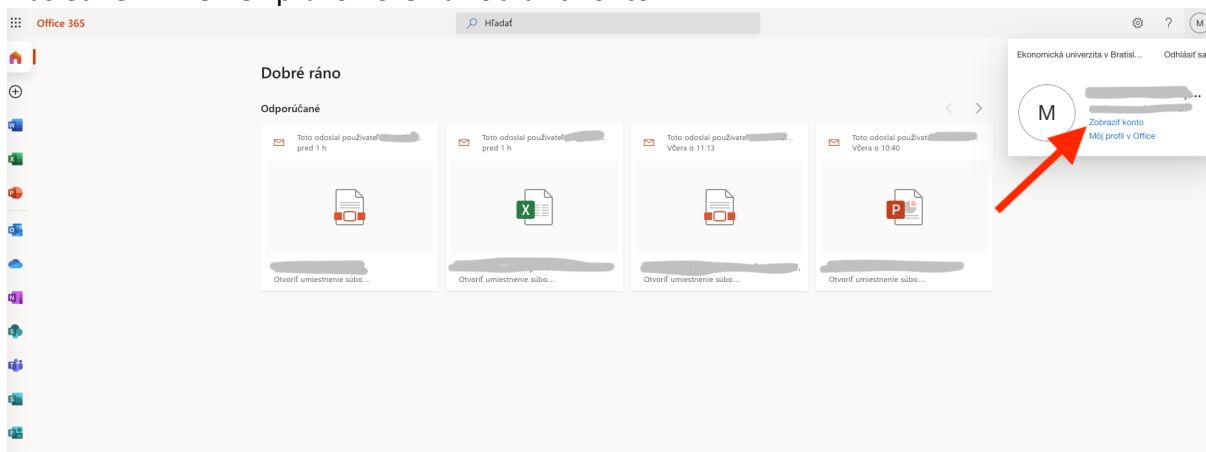 Office 365
Hľadať
M
Ekonomická univerzita v Bratisl...
Odhlásiť sa
M
Zobraziť konto
Môj profil v Office
Dobré ráno
Odporúčané
Toto odoslal používateľ
pred 1 h
Otvoriť umiestnenie súbo...
Toto odoslal používateľ
pred 1 h
Otvoriť umiestnenie súbo...
Toto odoslal používateľ
Včera o 11:13
Otvoriť umiestnenie súbo...
Toto odoslal používat
Včera o 10:40
Otvoriť umiestnenie súbo...